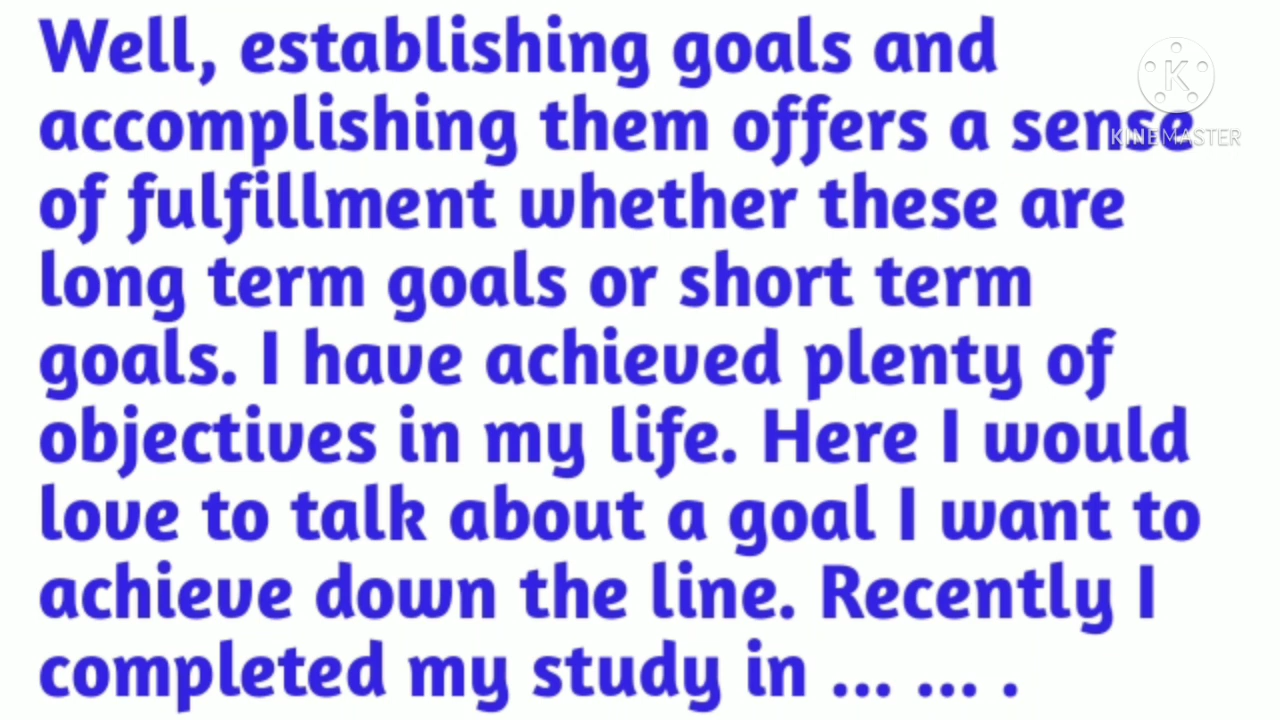 Well, establishing goals and
accomplishing them offers a sense
of fulfillment whether these are
long term goals or short term
goals. I have achieved plenty of
objectives in my life. Here I would
love to talk about a goal I want to
achieve down the line. Recently I
completed my study in ... ... .
K
KINEMASTER